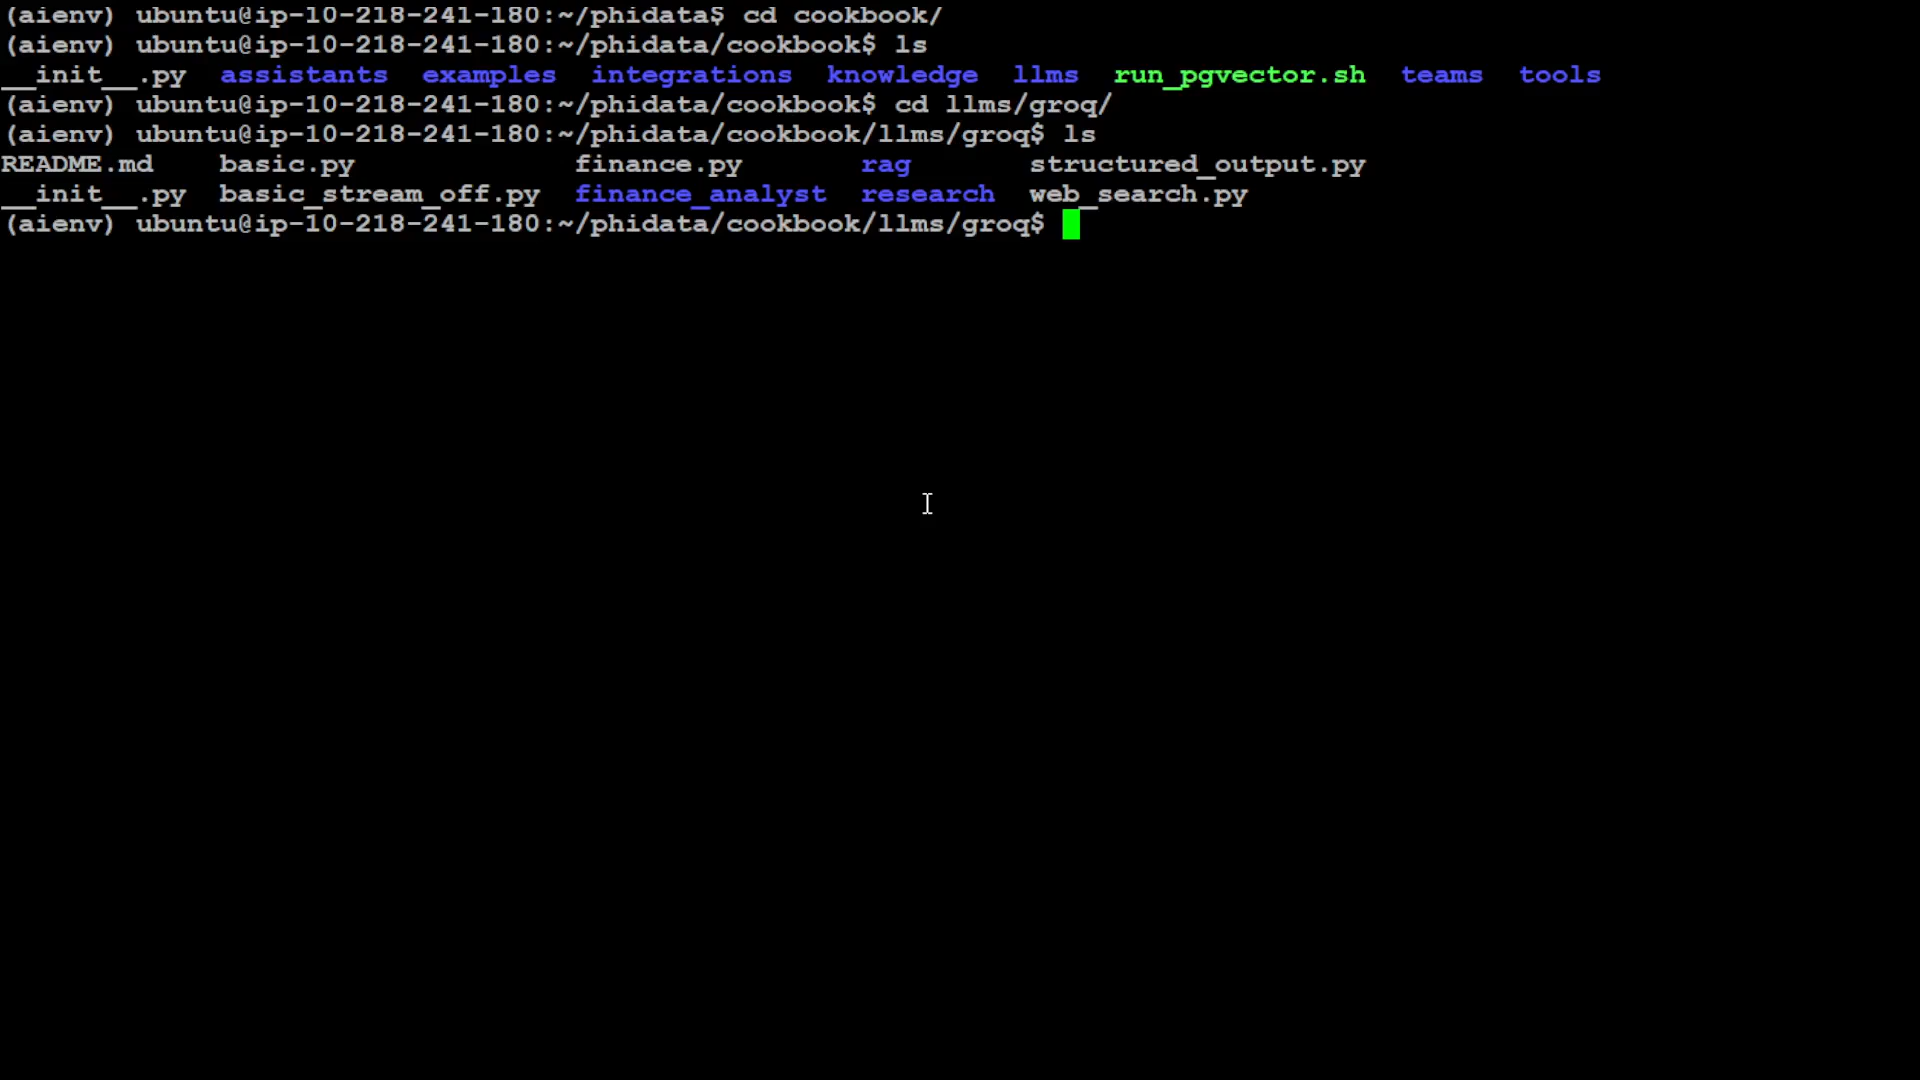 (aienv) ubuntu@ip-10-218-241-180:~/phidata$ cd cookbook/
(aienv) ubuntu@ip-10-218-241-180:~/phidata/cookbook$ ls
__init__.py  assistants  examples  integrations  knowledge  llms  run_pgvector.sh  teams  tools
(aienv) ubuntu@ip-10-218-241-180:~/phidata/cookbook$ cd llms/groq/
(aienv) ubuntu@ip-10-218-241-180:~/phidata/cookbook/llms/groq$ ls
README.md    basic.py             finance.py       rag       structured_output.py
__init__.py  basic_stream_off.py  finance_analyst  research  web_search.py
(aienv) ubuntu@ip-10-218-241-180:~/phidata/cookbook/llms/groq$